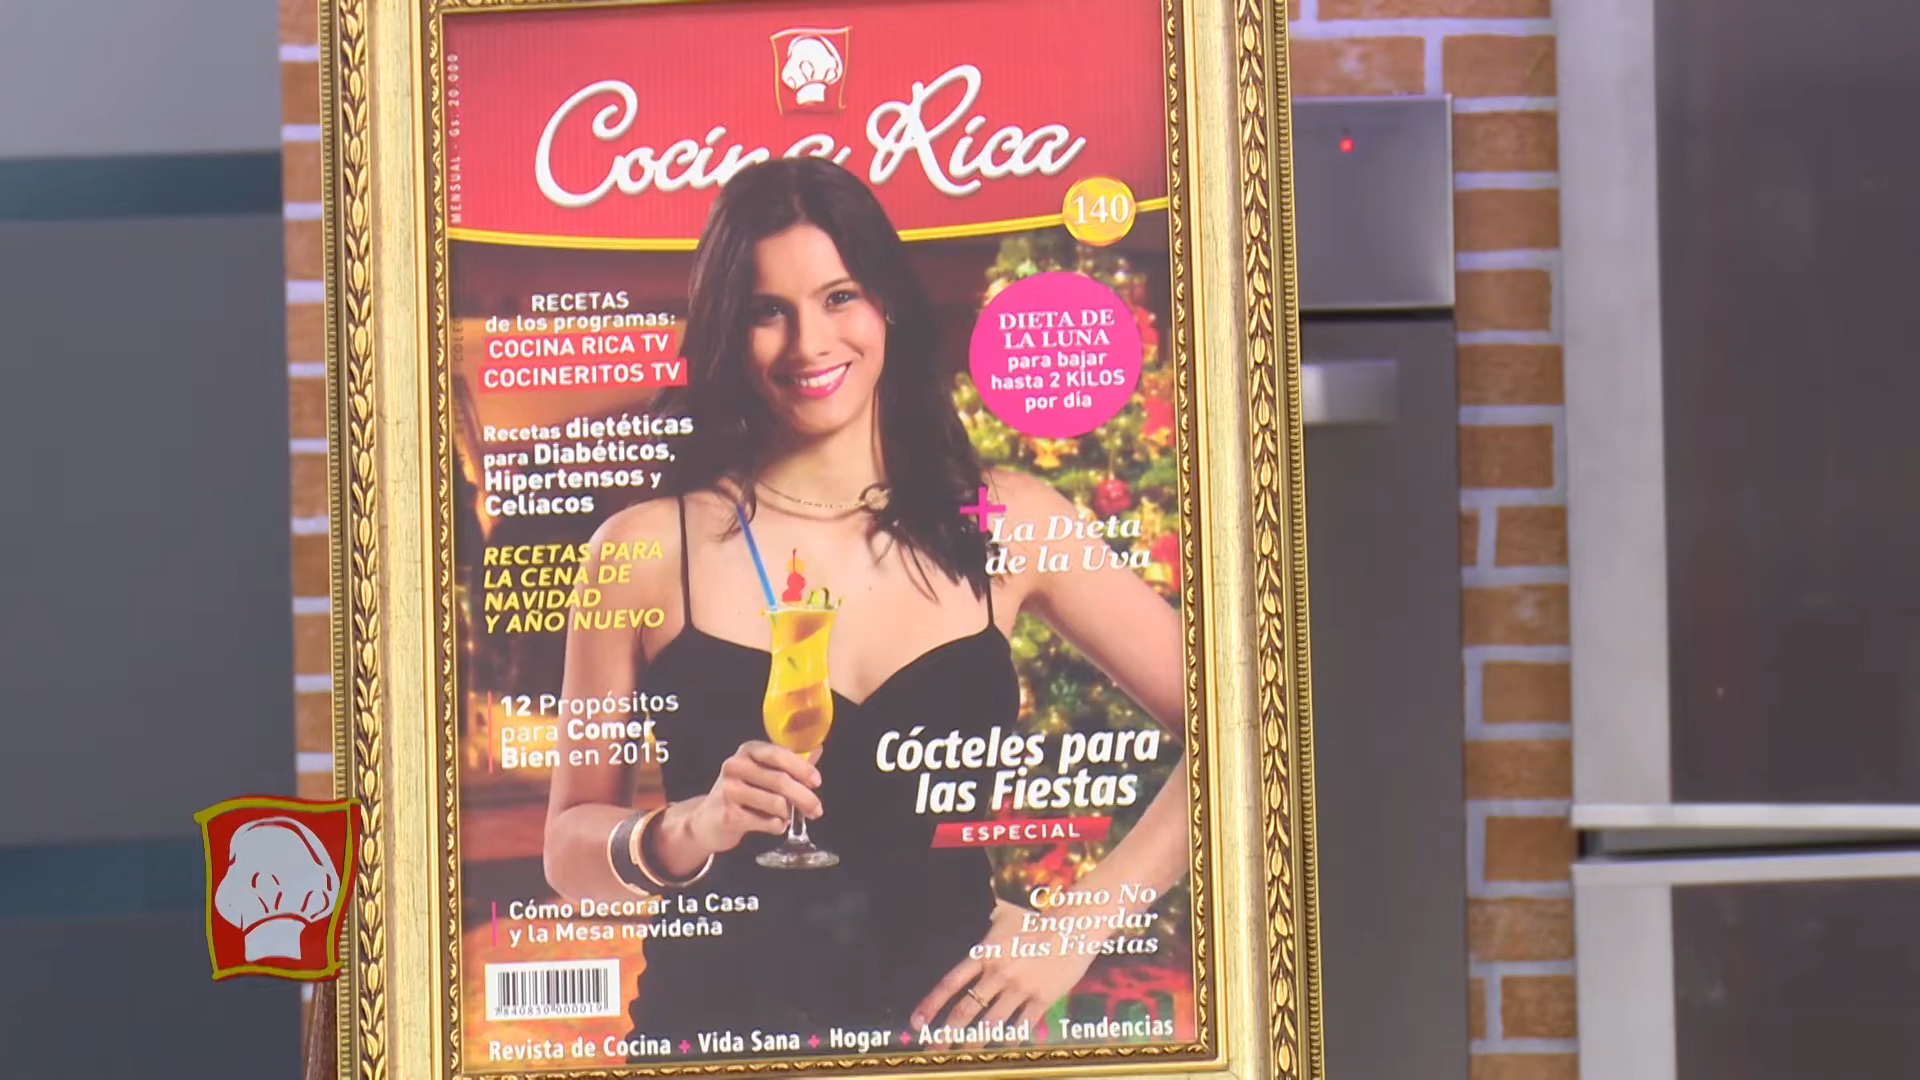 MENSUAL - Gs. 20.000
Cocina Rica
140
RECETAS
de los programas:
COCINA RICA TV
COCINERITOS TV
Recetas dietéticas
para Diabéticos,
Hipertensos y
Celíacos
RECETAS PARA
LA CENA DE
NAVIDAD
Y AÑO NUEVO
12 Propósitos
para Comer
Bien en 2015
Cómo Decorar la Casa
y la Mesa navideña
DIETA DE
LA LUNA
para bajar
hasta 2 KILOS
por día
+
La Dieta
de la Uva
Cócteles para
las Fiestas
ESPECIAL
Cómo No
Engordar
en las Fiestas
7840850000019
Revista de Cocina + Vida Sana + Hogar + Actualidad + Tendencias